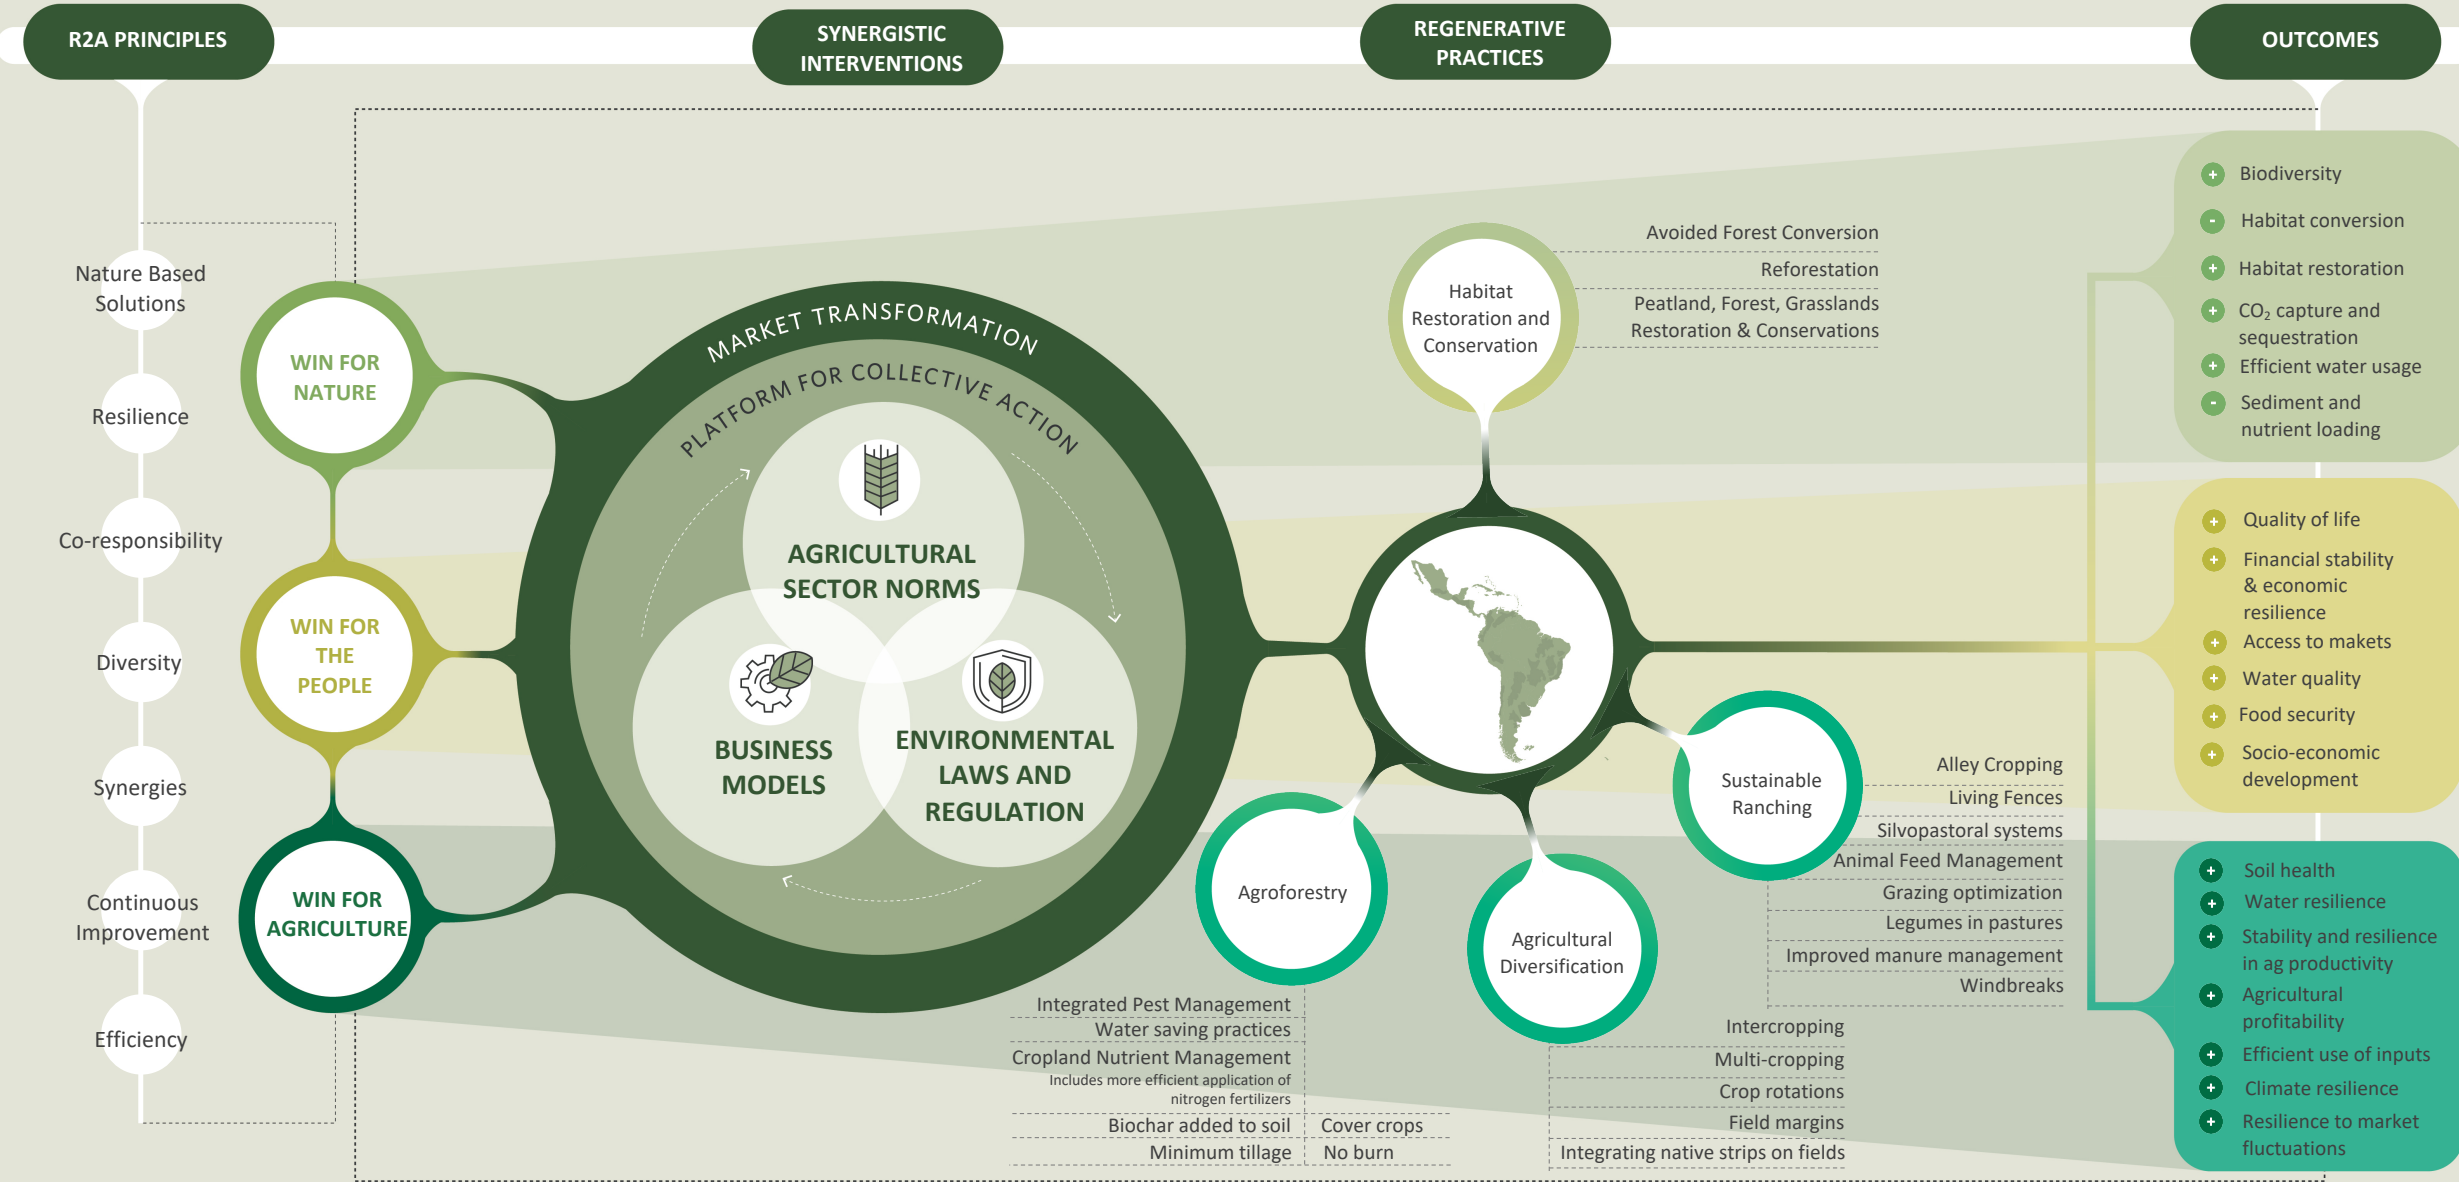 R2A PRINCIPLES
SYNERGISTIC
INTERVENTIONS
REGENERATIVE
PRACTICES
OUTCOMES
Nature Based
Solutions
Resilience
Co-responsibility
Diversity
Synergies
Continuous
Improvement
Efficiency
WIN FOR
NATURE
WIN FOR
THE
PEOPLE
WIN FOR
AGRICULTURE
MARKET TRANSFORMATION
PLATFORM FOR COLLECTIVE ACTION
AGRICULTURAL
SECTOR NORMS
BUSINESS
MODELS
ENVIRONMENTAL
LAWS AND
REGULATION
Habitat
Restoration and
Conservation
Avoided Forest Conversion
Reforestation
Peatland, Forest, Grasslands
Restoration & Conservations
Agroforestry
Integrated Pest Management
Water saving practices
Cropland Nutrient Management
Includes more efficient application of
nitrogen fertilizers
Biochar added to soil
Cover crops
Minimum tillage
No burn
Agricultural
Diversification
Intercropping
Multi-cropping
Crop rotations
Field margins
Integrating native strips on fields
Sustainable
Ranching
Alley Cropping
Living Fences
Silvopastoral systems
Animal Feed Management
Grazing optimization
Legumes in pastures
Improved manure management
Windbreaks
+ Biodiversity
- Habitat conversion
+ Habitat restoration
+ CO₂ capture and
sequestration
+ Efficient water usage
- Sediment and
nutrient loading
+ Quality of life
+ Financial stability
& economic
resilience
+ Access to makets
+ Water quality
+ Food security
+ Socio-economic
development
+ Soil health
+ Water resilience
+ Stability and resilience
in ag productivity
+ Agricultural
profitability
+ Efficient use of inputs
+ Climate resilience
+ Resilience to market
fluctuations